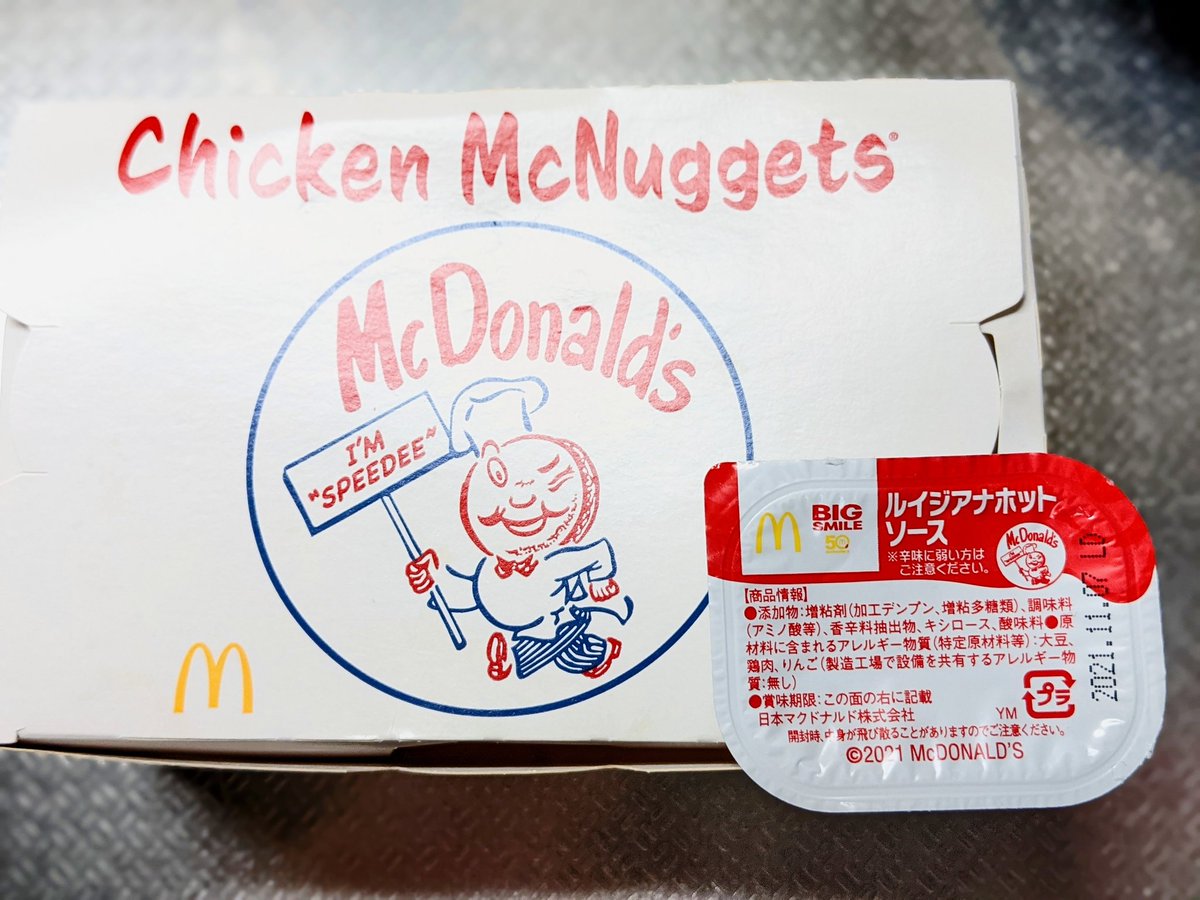 Chicken McNuggets®
McDonald's
I'M
"SPEEDEE"
BIG
SMILE
50
ルイジアナホット
ソース
※辛味に弱い方は
ご注意ください。
McDonald's
【商品情報】
●添加物:増粘剤(加工デンプン、増粘多糖類)、調味料
(アミノ酸等)、香辛料抽出物、キシロース、酸味料●原
材料に含まれるアレルギー物質(特定原材料等):大豆、
鶏肉、りんご(製造工場で設備を共有するアレルギー物
質:無し)
●賞味期限:この面の右に記載
日本マクドナルド株式会社 YM
プラ
開封時、中身が飛び散ることがありますのでご注意ください。
©2021 McDONALD'S
2021.11.07